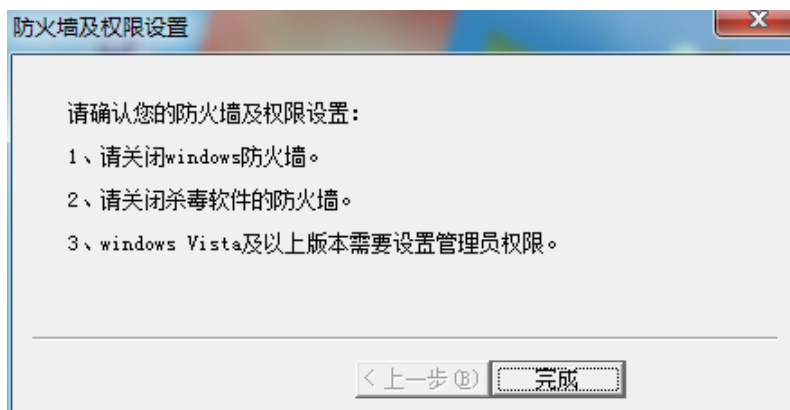 防火墙及权限设置
请确认您的防火墙及权限设置:
1、请关闭windows防火墙。
2、请关闭杀毒软件的防火墙。
3、windows Vista及以上版本需要设置管理员权限。
<上一步(B) 完成